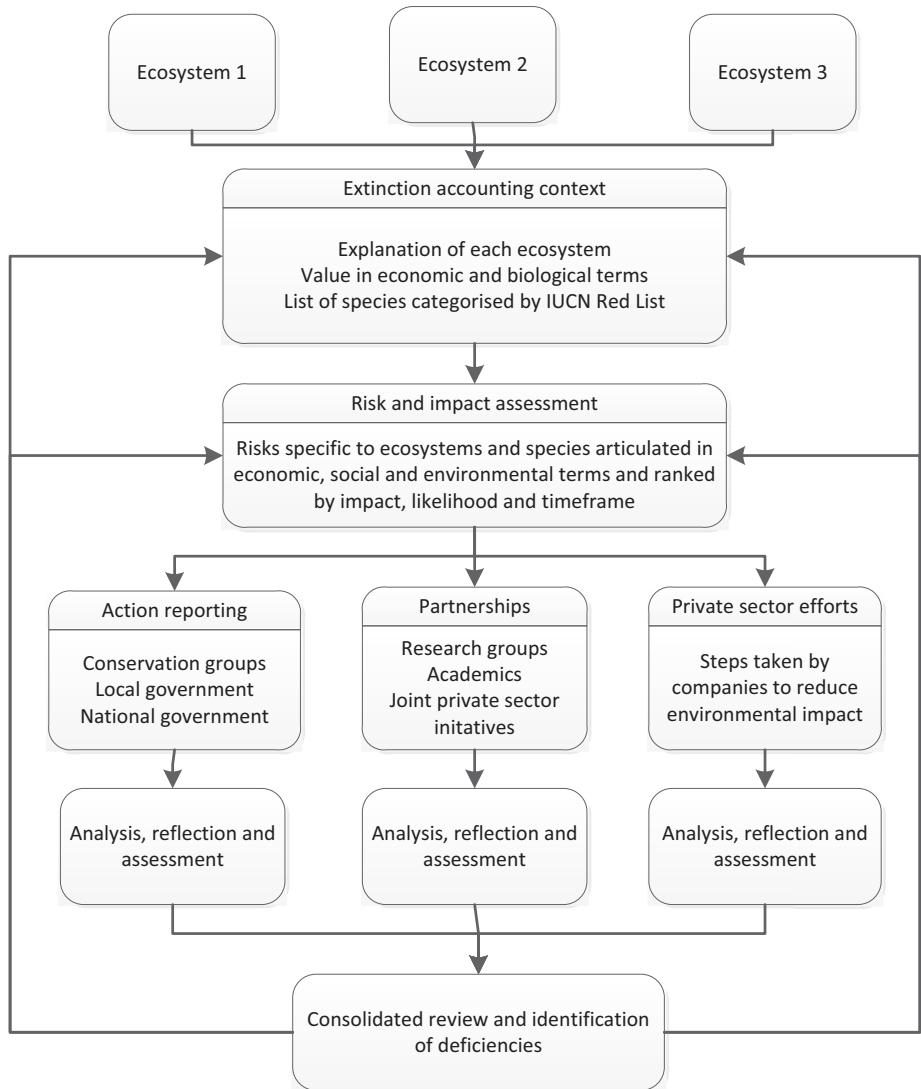 Ecosystem 1
Ecosystem 2
Ecosystem 3
Extinction accounting context
Explanation of each ecosystem
Value in economic and biological terms
List of species categorised by IUCN Red List
Risk and impact assessment
Risks specific to ecosystems and species articulated in
economic, social and environmental terms and ranked
by impact, likelihood and timeframe
Action reporting
Conservation groups
Local government
National government
Partnerships
Research groups
Academics
Joint private sector
initatives
Private sector efforts
Steps taken by
companies to reduce
environmental impact
Analysis, reflection and
assessment
Analysis, reflection and
assessment
Analysis, reflection and
assessment
Consolidated review and identification
of deficiencies